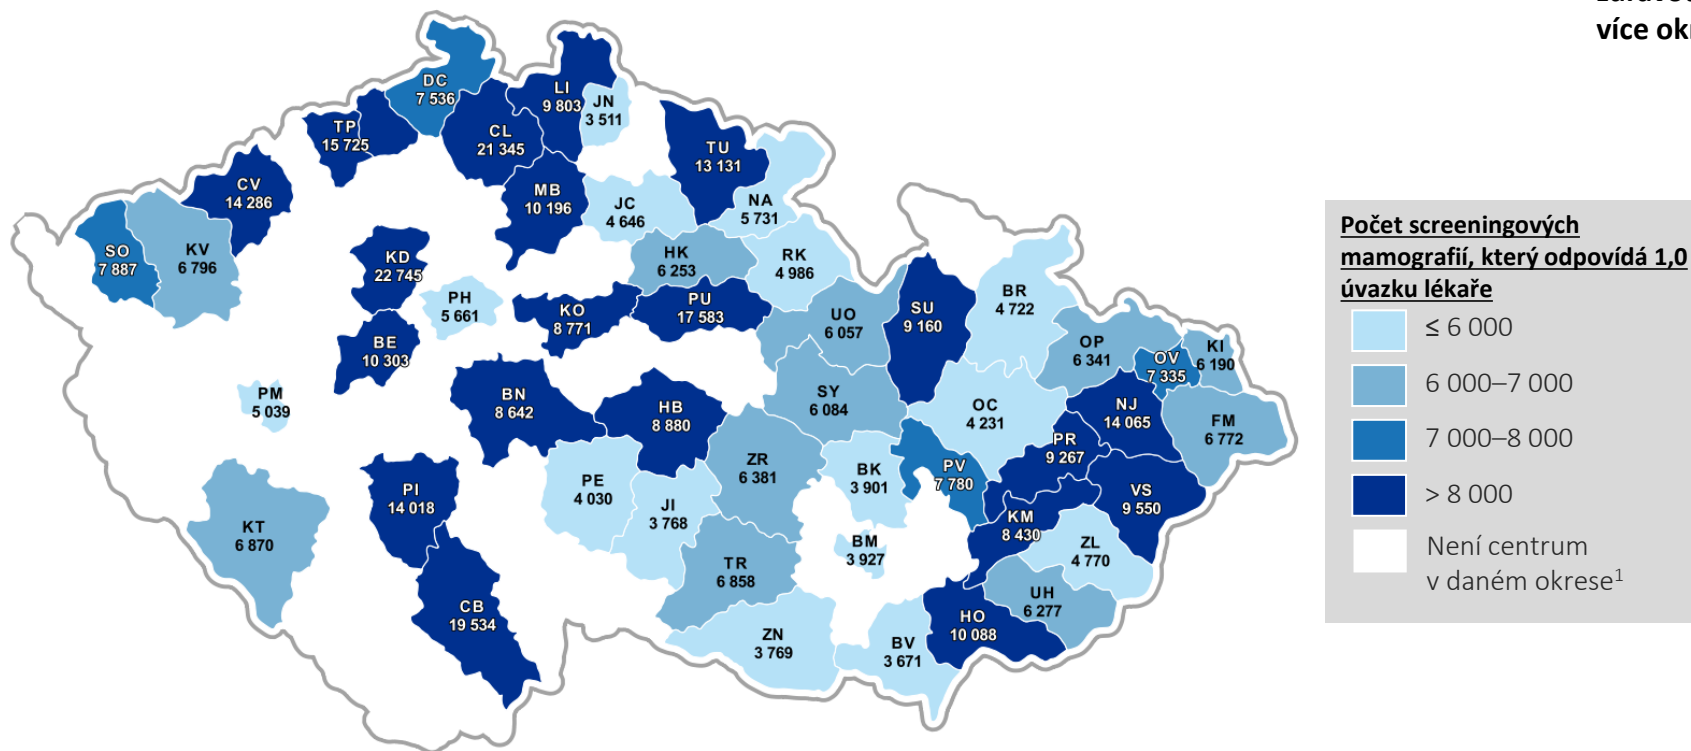 více
DC
7 536
LI
9 803
JN
3 511
TP
15 725
CL
21 345
TU
13 131
CV
14 286
MB
10 196
JC
4 646
NA
5 731
SO
7 887
KV
6 796
KD
22 745
HK
6 253
RK
4 986
PH
5 661
KO
8 771
PU
17 583
UO
6 057
SU
9 160
BR
4 722
BE
10 303
OP
6 341
OV
7 335
KI
6 190
PM
5 039
BN
8 642
HB
8 880
SY
6 084
OC
4 231
NJ
14 065
FM
6 772
PR
9 267
ZR
6 381
BK
3 901
PV
7 780
PE
4 030
PI
14 018
JI
3 768
VS
9 550
KT
6 870
KM
8 430
BM
3 927
ZL
4 770
TR
6 858
UH
6 277
CB
19 534
HO
10 088
ZN
3 769
BV
3 671
Počet screeningových
mamografií, který odpovídá 1,0
úvazku lékaře
≤ 6 000
6 000–7 000
7 000–8 000
> 8 000
Není centrum
v daném okrese1